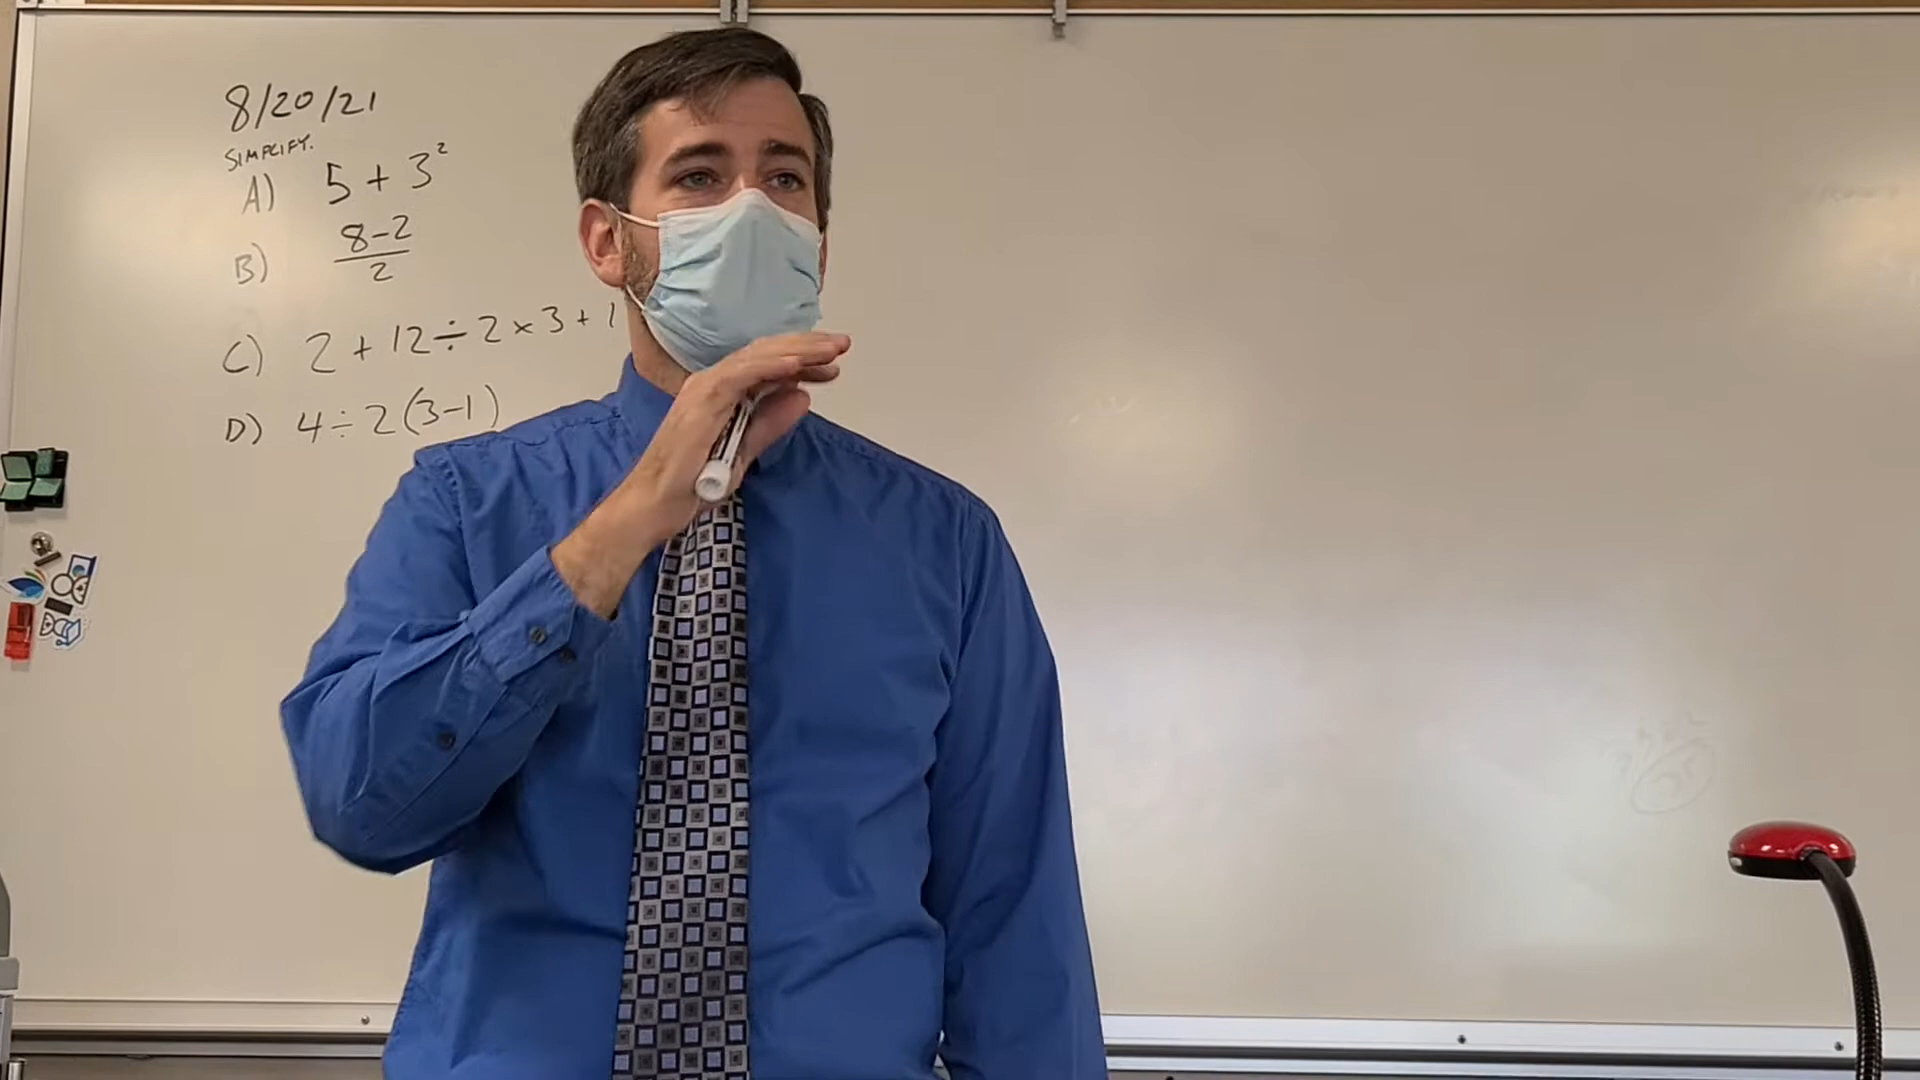 8/20/21
SIMPLIFY.
A) 5 + 3²
B) 8-2
2
C) 2 + 12 ÷ 2 × 3 + 1
D) 4 ÷ 2(3-1)